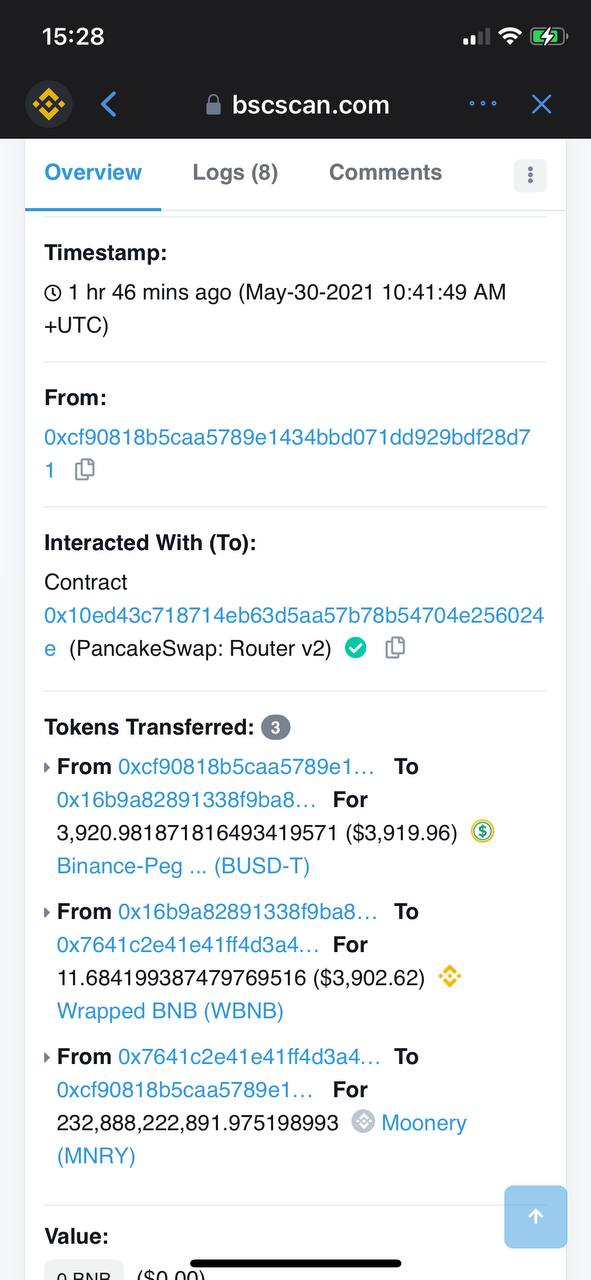 15:28
bscscan.com
Overview Logs (8) Comments
Timestamp:
1 hr 46 mins ago (May-30-2021 10:41:49 AM
+UTC)
From:
0xcf90818b5caa5789e1434bbd071dd929bdf28d7
1
Interacted With (To):
Contract
0x10ed43c718714eb63d5aa57b78b54704e256024
e (PancakeSwap: Router v2)
Tokens Transferred: 3
From 0xcf90818b5caa5789e1... To
0x16b9a82891338f9ba8... For
3,920.981871816493419571 ($3,919.96)
Binance-Peg ... (BUSD-T)
From 0x16b9a82891338f9ba8... To
0x7641c2e41e41ff4d3a4... For
11.684199387479769516 ($3,902.62)
Wrapped BNB (WBNB)
From 0x7641c2e41e41ff4d3a4... To
0xcf90818b5caa5789e1... For
232,888,222,891.975198993 Moonery
(MNRY)
Value:
0 BNB ($0.00)